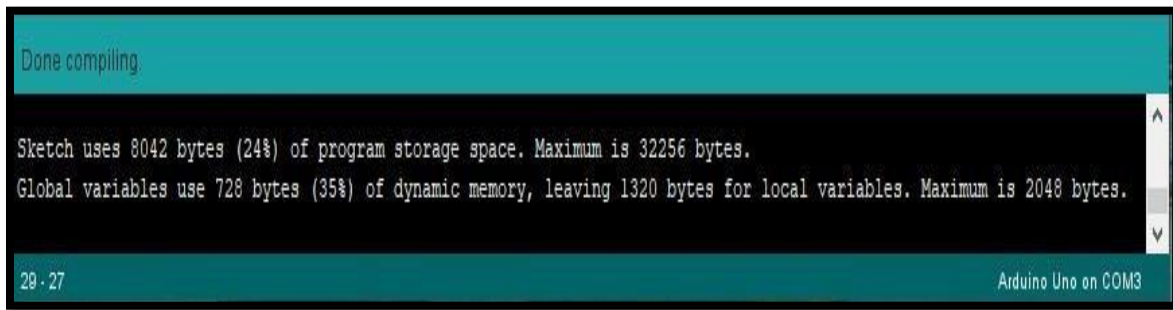 Done compiling.
Sketch uses 8042 bytes (24%) of program storage space. Maximum is 32256 bytes.
Global variables use 728 bytes (35%) of dynamic memory, leaving 1320 bytes for local variables. Maximum is 2048 bytes.
29 - 27
Arduino Uno on COM3